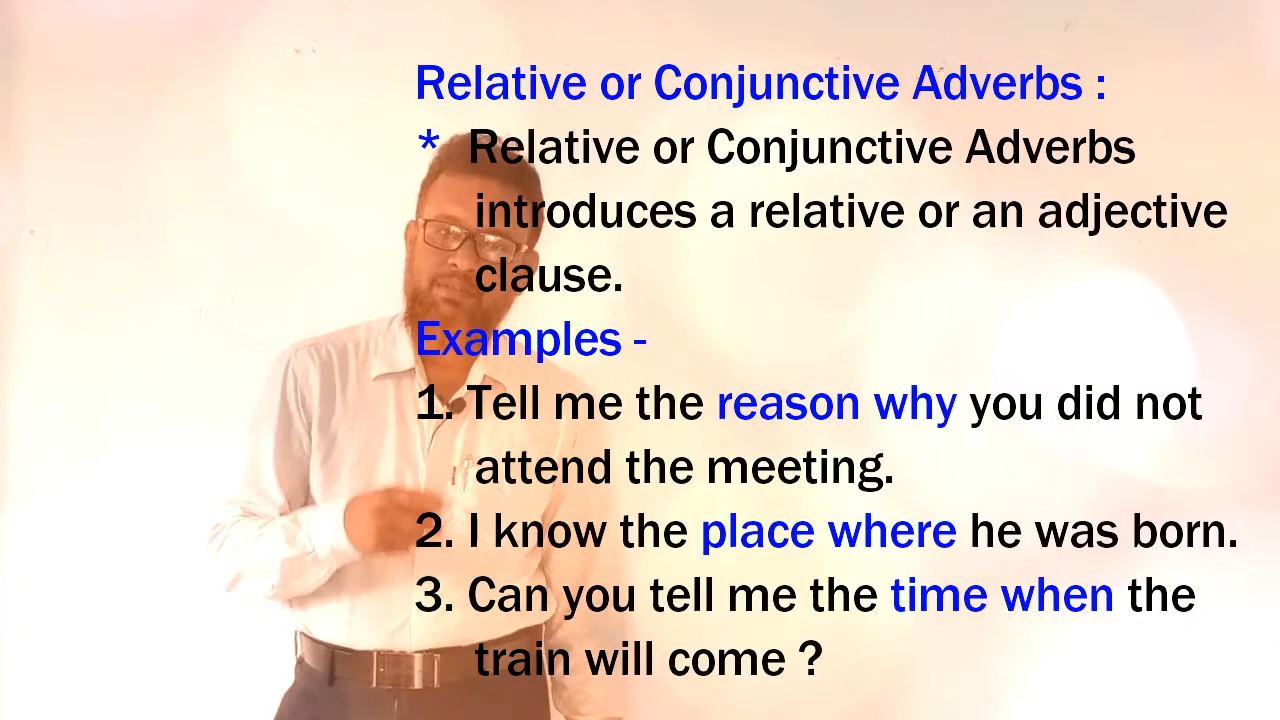 Relative or Conjunctive Adverbs :
* Relative or Conjunctive Adverbs
introduces a relative or an adjective
clause.
Examples -
1. Tell me the reason why you did not
attend the meeting.
2. I know the place where he was born.
3. Can you tell me the time when the
train will come ?